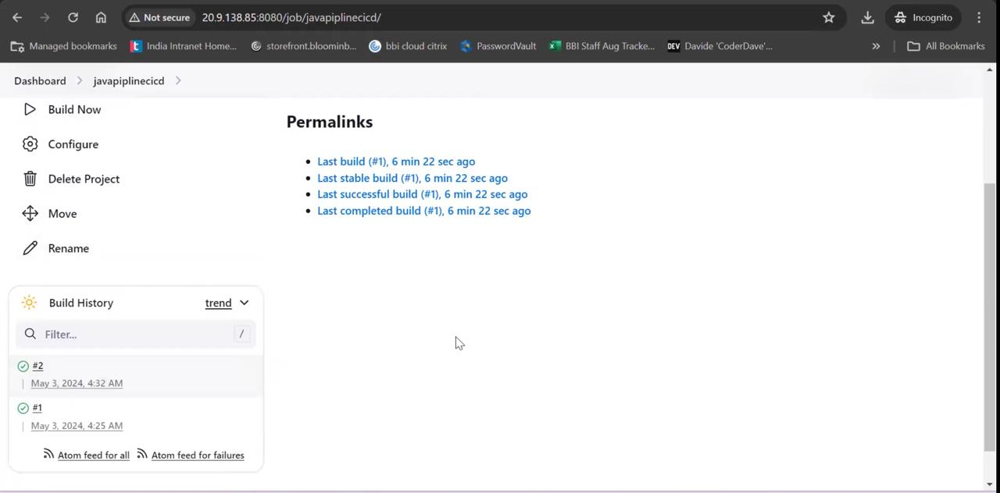 Not secure 20.9.138.85:8080/job/javapiplinecicd/ Incognito
Managed bookmarks India Intranet Home... storefront.bloominb... bbi cloud citrix PasswordVault BBI Staff Aug Tracke... DEV Davide 'CoderDave'... » All Bookmarks
Dashboard javapiplinecicd
Build Now
Configure
Delete Project
Move
Rename
Permalinks
Last build (#1), 6 min 22 sec ago
Last stable build (#1), 6 min 22 sec ago
Last successful build (#1), 6 min 22 sec ago
Last completed build (#1), 6 min 22 sec ago
Build History trend
Filter... /
#2
May 3, 2024, 4:32 AM
#1
May 3, 2024, 4:25 AM
Atom feed for all Atom feed for failures